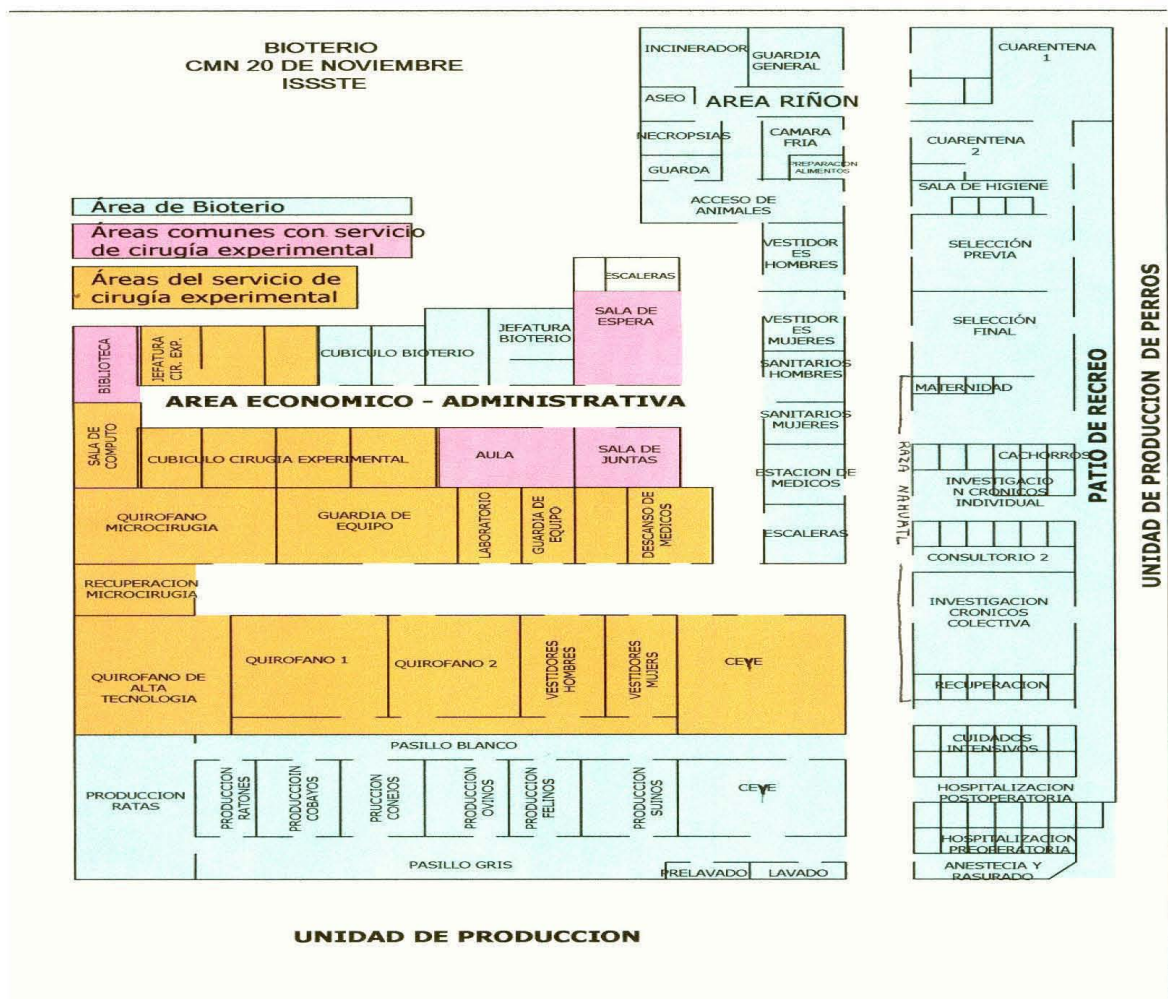 BIOTERIO
CMN 20 DE NOVIEMBRE
ISSSTE
Área de Bioterio
Áreas comunes con servicio
de cirugía experimental
Áreas del servicio de
cirugía experimental
INCINERADOR
GUARDIA
GENERAL
ASEO
AREA RIÑON
NECROPSIAS
CAMARA
FRIA
GUARDA
PREPARACION
ALIMENTOS
ACCESO DE
ANIMALES
VESTIDOR
ES
HOMBRES
VESTIDOR
ES
MUJERES
SANITARIOS
HOMBRES
SANITARIOS
MUJERES
ESTACION DE
MEDICOS
ESCALERAS
ESCALERAS
SALA DE
ESPERA
JEFATURA
BIOTERIO
CUBICULO BIOTERIO
JEFATURA
CIR. EXP.
BIBLIOTECA
AREA ECONOMICO - ADMINISTRATIVA
SALA DE
COMPUTO
CUBICULO CIRUGIA EXPERIMENTAL
AULA
SALA DE
JUNTAS
QUIROFANO
MICROCIRUGIA
GUARDIA DE
EQUIPO
LABORATORIO
GUARDIA DE
EQUIPO
DESCANSO DE
MEDICOS
RECUPERACION
MICROCIRUGIA
QUIROFANO DE
ALTA
TECNOLOGIA
QUIROFANO 1
QUIROFANO 2
VESTIDORES
HOMBRES
VESTIDORES
MUJERS
CEYE
PASILLO BLANCO
PRODUCCION
RATAS
PRODUCCION
RATONES
PRODUCCIOIN
COBAYOS
PRUCCION
CONEJOS
PRODUCCION
OVINOS
PRODUCCION
FELINOS
PRODUCCION
SUINOS
CEYE
PASILLO GRIS
PRELAVADO
LAVADO
UNIDAD DE PRODUCCION
CUARENTENA
1
CUARENTENA
2
SALA DE HIGIENE
SELECCIÓN
PREVIA
SELECCIÓN
FINAL
MATERNIDAD
CACHORROS
INVESTIGACIO
N CRONICOS
INDIVIDUAL
CONSULTORIO 2
INVESTIGACION
CRONICOS
COLECTIVA
RECUPERACION
CUIDADOS
INTENSIVOS
HOSPITALIZACION
POSTOPERATORIA
HOSPITALIZACION
PREOPERATORIA
ANESTECIA Y
RASURADO
RAZA NAHUATL
PATIO DE RECREO
UNIDAD DE PRODUCCION DE PERROS